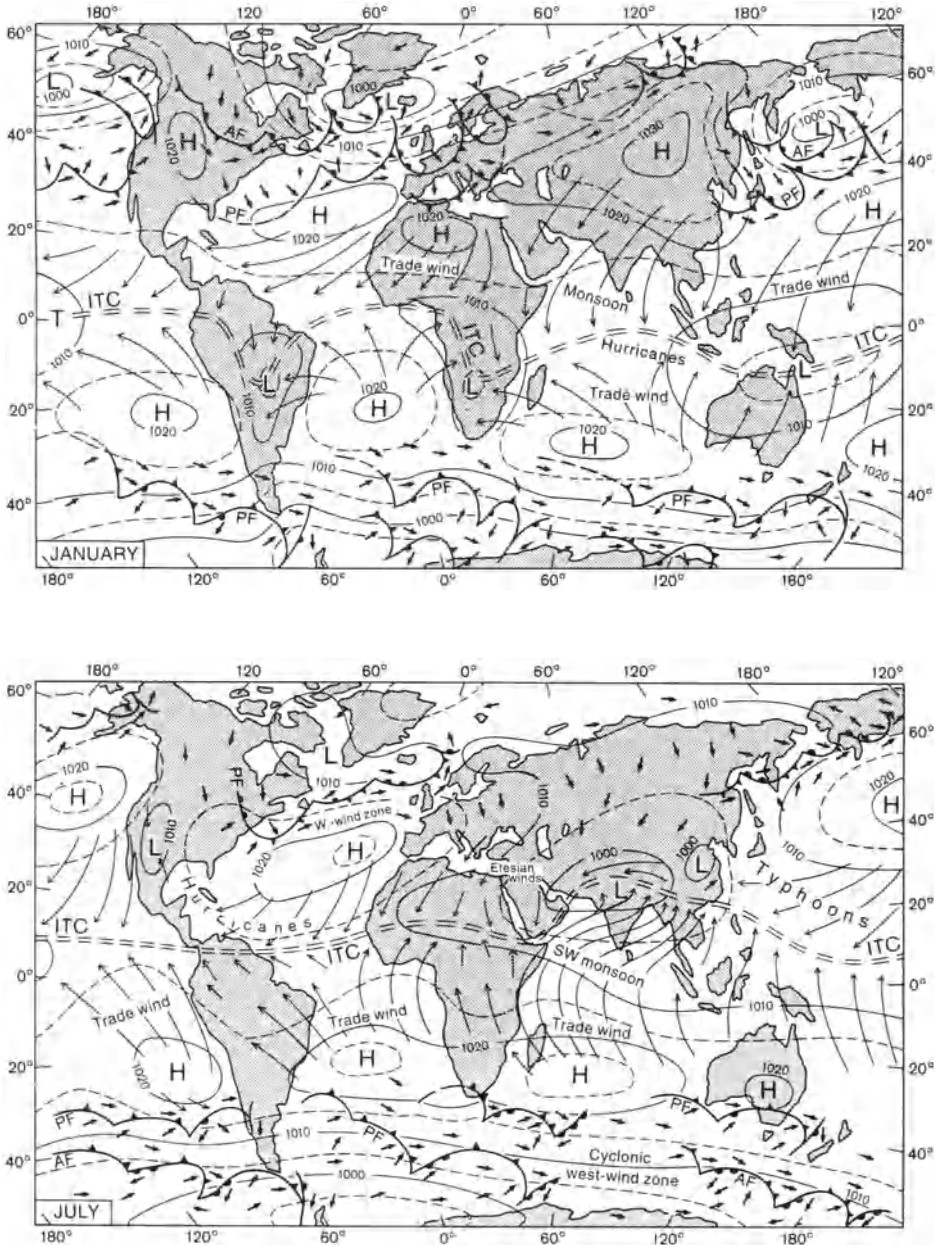 180° 120° 60° 0° 60° 120° 180° 120°
60° 1010 1000 1010 60°
L 1000 L 1010 1030 1000 L
40° H 1020 AF H AF 40°
PF H 1020 H 1020 PF 1020 H
20° 1020 Trade wind 20°
ITC 1010 Monsoon Trade wind
T 0° ITC 1010 0°
1010 Hurricanes L ITC
L 1020 L Trade wind
20° H 1010 H 20°
1020 1020 H 1010 H 1020
1010 PF PF
40° PF 1000 40°
JANUARY
180° 120° 60° 0° 60° 120° 180° 120°
180° 120° 60° 0° 60° 120° 180° 120°
60° 1010 60°
1020 L 1010 1020
40° H PF W.-wind zone 1010 H 40°
1010 L 1020 H Etesian winds 1000 L 1000 L 1010
20° Hurricanes Typhoons 20°
ITC ITC SW monsoon ITC
0° 1010 0°
Trade wind Trade wind Trade wind
20° 1020 H H 1020 H 1020 H 20°
PF PF PF
1010 Cyclonic
40° AF 1000 west-wind zone AF 1010 40°
JULY
180° 120° 60° 0° 60° 120° 180° 120°